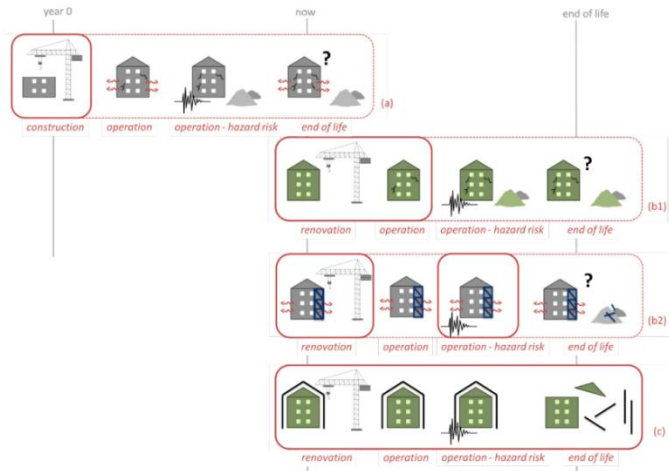 year 0 now end of life
?
(a)
construction operation operation - hazard risk end of life
?
(b1)
renovation operation operation - hazard risk end of life
?
(b2)
renovation operation operation - hazard risk end of life
(c)
renovation operation operation - hazard risk end of life